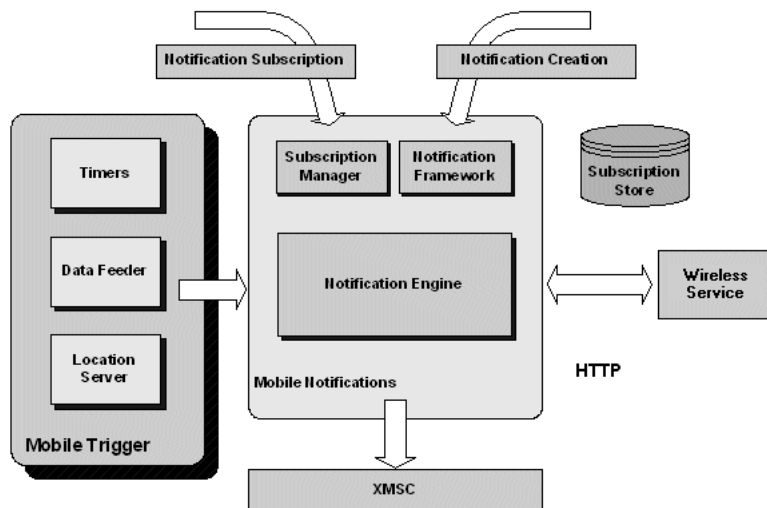 Notification Subscription
Notification Creation
Timers
Data Feeder
Location
Server
Mobile Trigger
Subscription
Manager
Notification
Framework
Notification Engine
Mobile Notifications
Subscription
Store
Wireless
Service
HTTP
XMSC